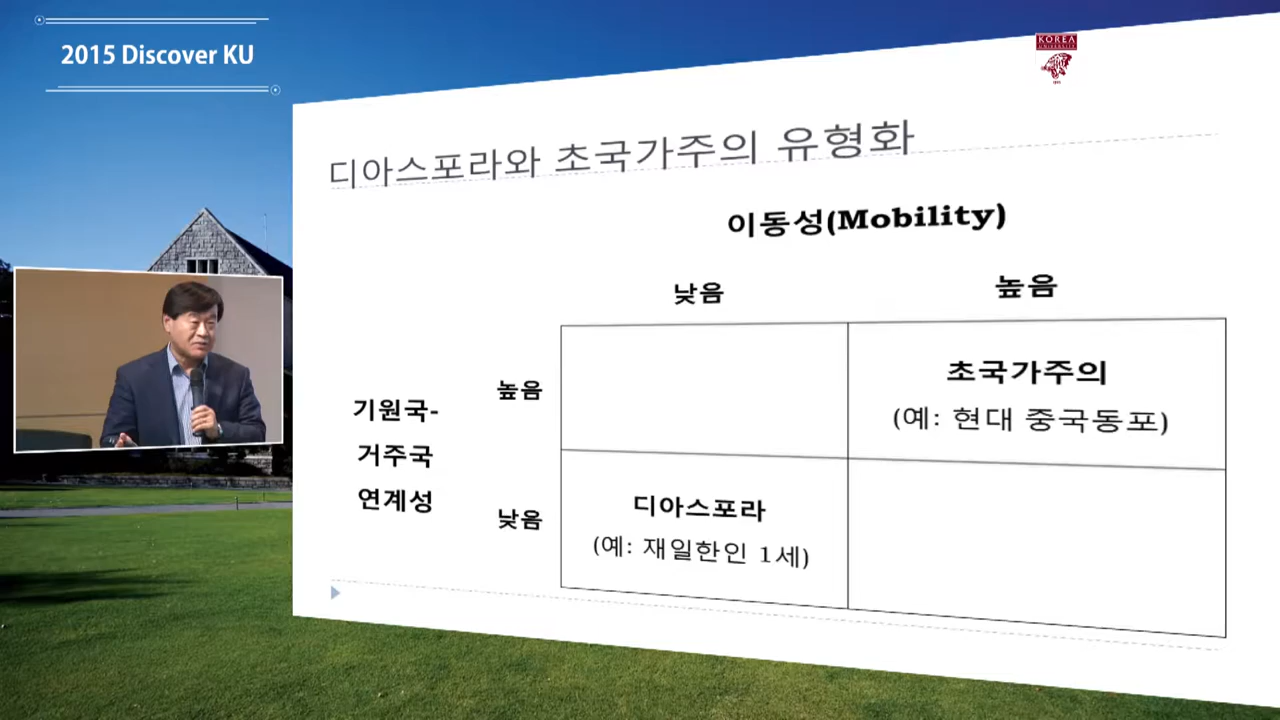 2015 Discover KU
KOREA
UNIVERSITY
디아스포라와 초국가주의 유형화
이동성(Mobility)
낮음
높음
기원국-
거주국
연계성
높음
초국가주의
(예: 현대 중국동포)
낮음
디아스포라
(예: 재일한인 1세)